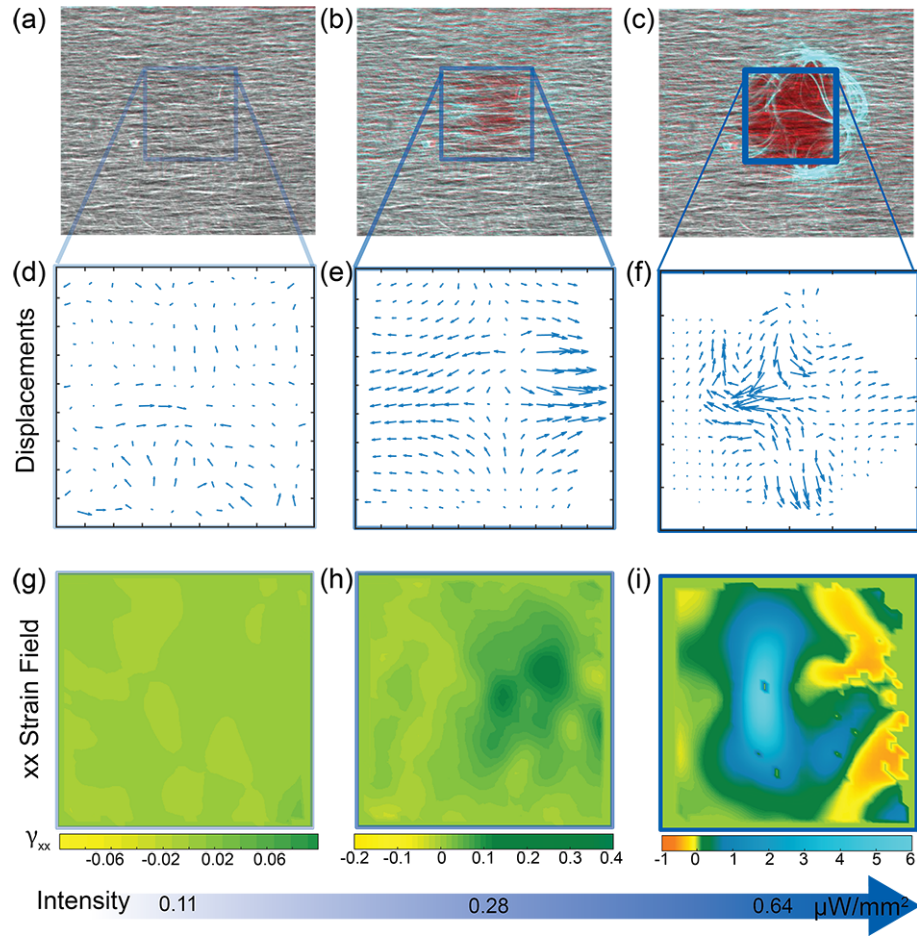 (a) (b) (c)
(d) (e) (f)
Displacements
(g) (h) (i)
xx Strain Field
γxx -0.06 -0.02 0.02 0.06 -0.2 -0.1 0 0.1 0.2 0.3 0.4 -1 0 1 2 3 4 5 6
Intensity 0.11 0.28 0.64 μW/mm²